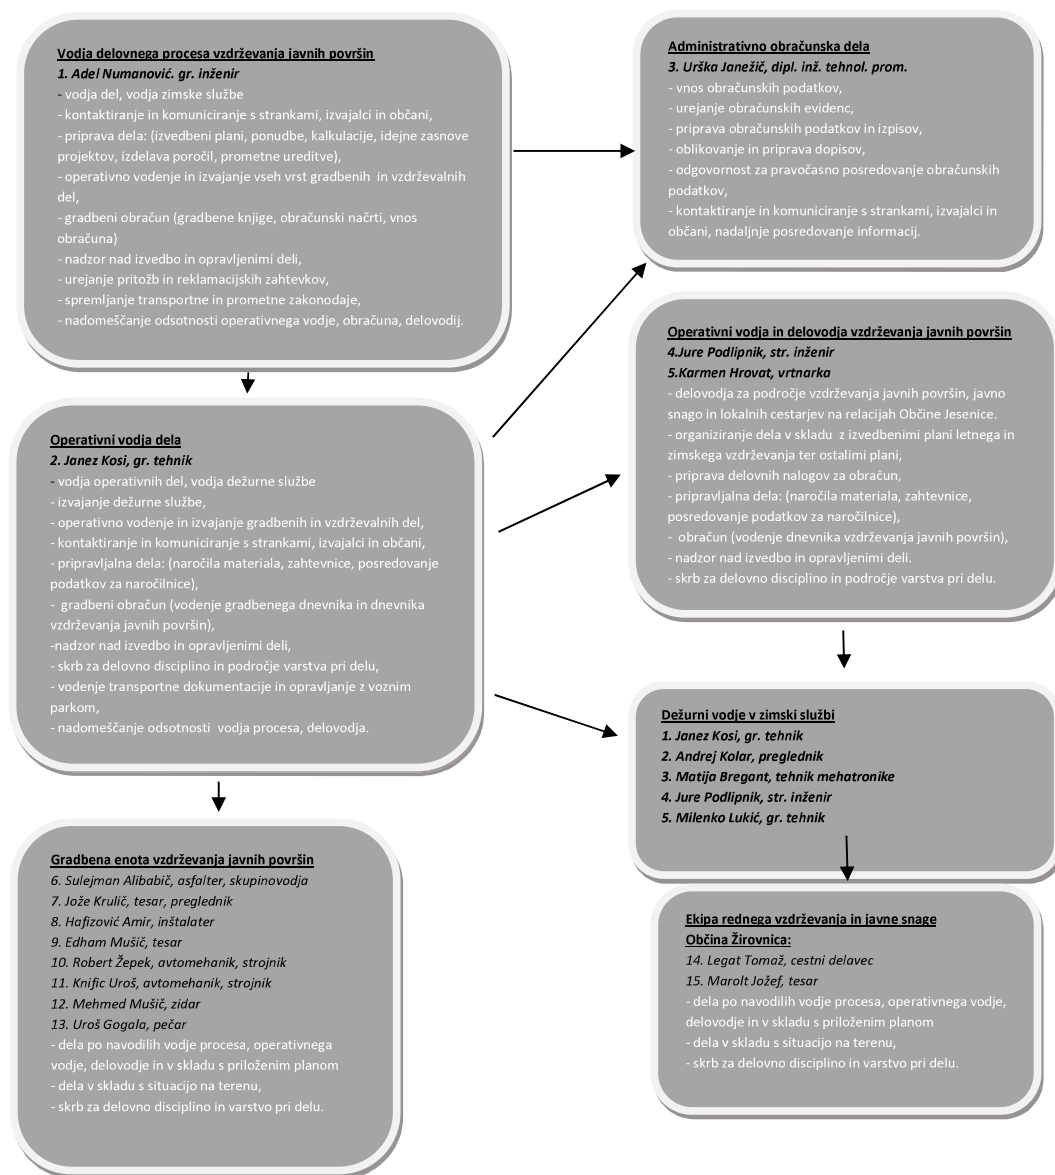 Vodja delovnega procesa vzdrževanja javnih površin
1. Adel Numanović. gr. inženir
- vodja del, vodja zimske službe
- kontaktiranje in komuniciranje s strankami, izvajalci in občani,
- priprava dela: (izvedbeni plani, ponudbe, kalkulacije, idejne zasnove
projektov, izdelava poročil, prometne ureditve),
- operativno vodenje in izvajanje vseh vrst gradbenih in vzdrževalnih
del,
- gradbeni obračun (gradbene knjige, obračunski načrti, vnos
obračuna)
- nadzor nad izvedbo in opravljenimi deli,
- urejanje pritožb in reklamacijskih zahtevkov,
- spremljanje transportne in prometne zakonodaje,
- nadomeščanje odsotnosti operativnega vodje, obračuna, delovodij.
Administrativno obračunska dela
3. Urška Janežič, dipl. inž. tehnol. prom.
- vnos obračunskih podatkov,
- urejanje obračunskih evidenc,
- priprava obračunskih podatkov in izpisov,
- oblikovanje in priprava dopisov,
- odgovornost za pravočasno posredovanje obračunskih
podatkov,
- kontaktiranje in komuniciranje s strankami, izvajalci in
občani, nadaljnje posredovanje informacij.
Operativni vodja dela
2. Janez Kosi, gr. tehnik
- vodja operativnih del, vodja dežurne službe
- izvajanje dežurne službe,
- operativno vodenje in izvajanje gradbenih in vzdrževalnih del,
- kontaktiranje in komuniciranje s strankami, izvajalci in občani,
- pripravljalna dela: (naročila materiala, zahtevnice, posredovanje
podatkov za naročilnice),
- gradbeni obračun (vodenje gradbenega dnevnika in dnevnika
vzdrževanja javnih površin),
-nadzor nad izvedbo in opravljenimi deli,
- skrb za delovno disciplino in področje varstva pri delu,
- vodenje transportne dokumentacije in opravljanje z voznim
parkom,
- nadomeščanje odsotnosti vodja procesa, delovodja.
Operativni vodja in delovodja vzdrževanja javnih površin
4.Jure Podlipnik, str. inženir
5.Karmen Hrovat, vrtnarka
- delovodja za področje vzdrževanja javnih površin, javno
snago in lokalnih cestarjev na relacijah Občine Jesenice.
- organiziranje dela v skladu z izvedbenimi plani letnega in
zimskega vzdrževanja ter ostalimi plani,
- priprava delovnih nalogov za obračun,
- pripravljalna dela: (naročila materiala, zahtevnice,
posredovanje podatkov za naročilnice),
- obračun (vodenje dnevnika vzdrževanja javnih površin),
- nadzor nad izvedbo in opravljenimi deli.
- skrb za delovno disciplino in področje varstva pri delu.
Dežurni vodje v zimski službi
1. Janez Kosi, gr. tehnik
2. Andrej Kolar, preglednik
3. Matija Bregant, tehnik mehatronike
4. Jure Podlipnik, str. inženir
5. Milenko Lukić, gr. tehnik
Gradbena enota vzdrževanja javnih površin
6. Sulejman Alibabič, asfalter, skupinovodja
7. Jože Krulič, tesar, preglednik
8. Hafizović Amir, inštalater
9. Edham Mušič, tesar
10. Robert Žepek, avtomehanik, strojnik
11. Knific Uroš, avtomehanik, strojnik
12. Mehmed Mušič, zidar
13. Uroš Gogala, pečar
- dela po navodilih vodje procesa, operativnega
vodje, delovodje in v skladu s priloženim planom
- dela v skladu s situacijo na terenu,
- skrb za delovno disciplino in varstvo pri delu.
Ekipa rednega vzdrževanja in javne snage
Občina Žirovnica:
14. Legat Tomaž, cestni delavec
15. Marolt Jožef, tesar
- dela po navodilih vodje procesa, operativnega vodje,
delovodje in v skladu s priloženim planom
- dela v skladu s situacijo na terenu,
- skrb za delovno disciplino in varstvo pri delu.